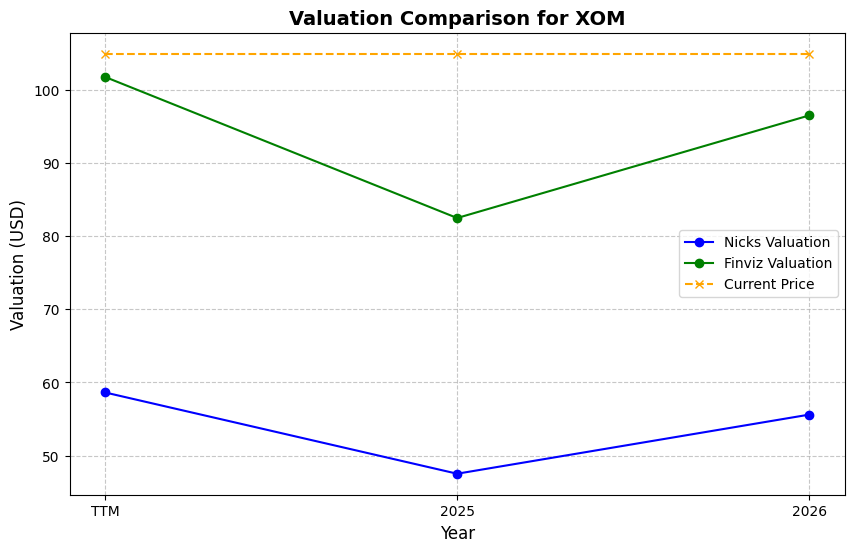 Valuation Comparison for XOM
Valuation (USD)
100
90
80
70
60
50
Nicks Valuation
Finviz Valuation
Current Price
TTM
2025
2026
Year